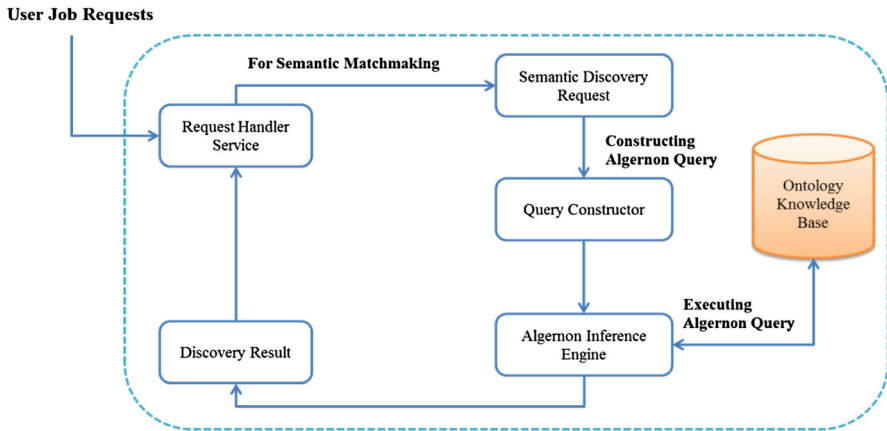 User Job Requests
For Semantic Matchmaking
Semantic Discovery
Request
Request Handler
Service
Constructing
Algernon Query
Ontology
Knowledge
Base
Query Constructor
Executing
Algernon Query
Algernon Inference
Engine
Discovery Result